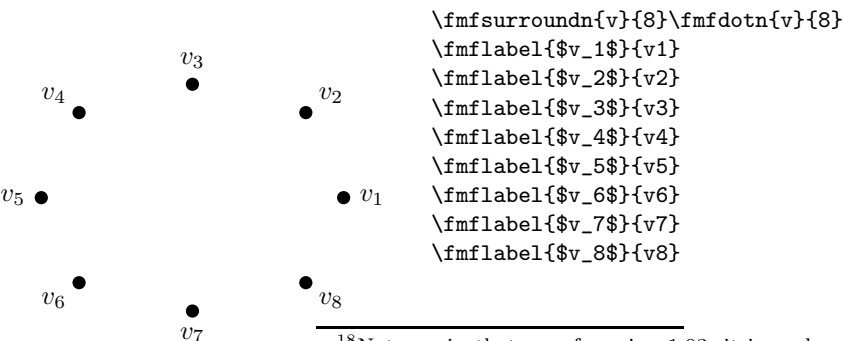 \fmfsurroundn{v}{8}\fmfdotn{v}{8}
\fmflabel{$v_1$}{v1}
\fmflabel{$v_2$}{v2}
\fmflabel{$v_3$}{v3}
\fmflabel{$v_4$}{v4}
\fmflabel{$v_5$}{v5}
\fmflabel{$v_6$}{v6}
\fmflabel{$v_7$}{v7}
\fmflabel{$v_8$}{v8}
v3
v4
v2
v5
v1
v6
v8
v7